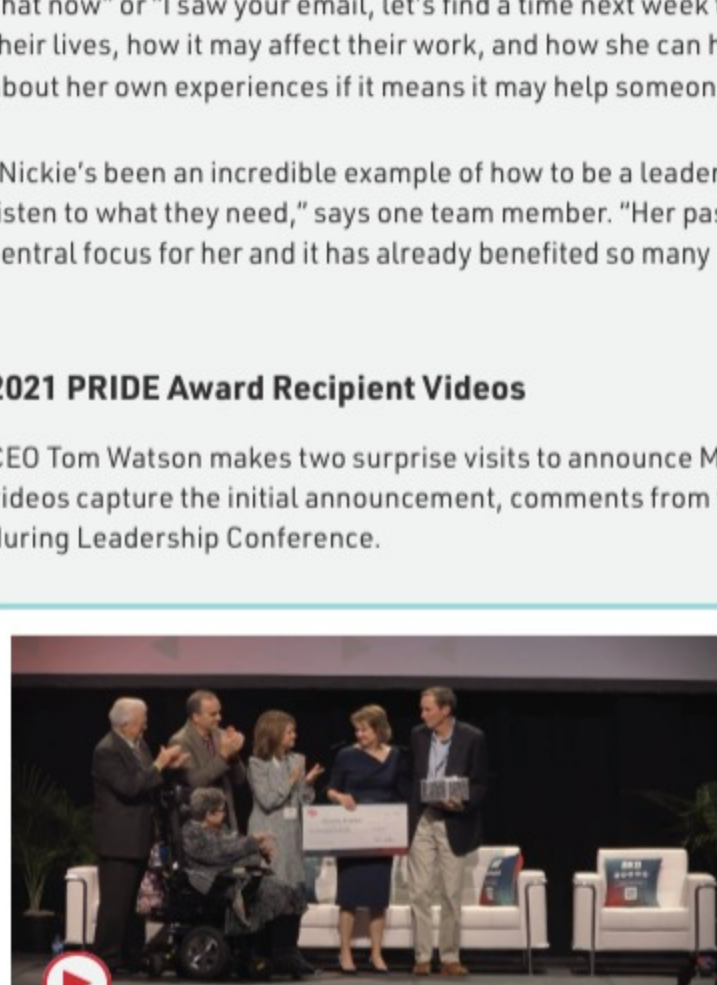 hat now" or "I saw your email, let's find a time next week
heir lives, how it may affect their work, and how she can h
bout her own experiences if it means it may help someon
Nickie's been an incredible example of how to be a leader
isten to what they need," says one team member. "Her pas
entral focus for her and it has already benefited so many
2021 PRIDE Award Recipient Videos
CEO Tom Watson makes two surprise visits to announce M
ideos capture the initial announcement, comments from
during Leadership Conference.
BKD